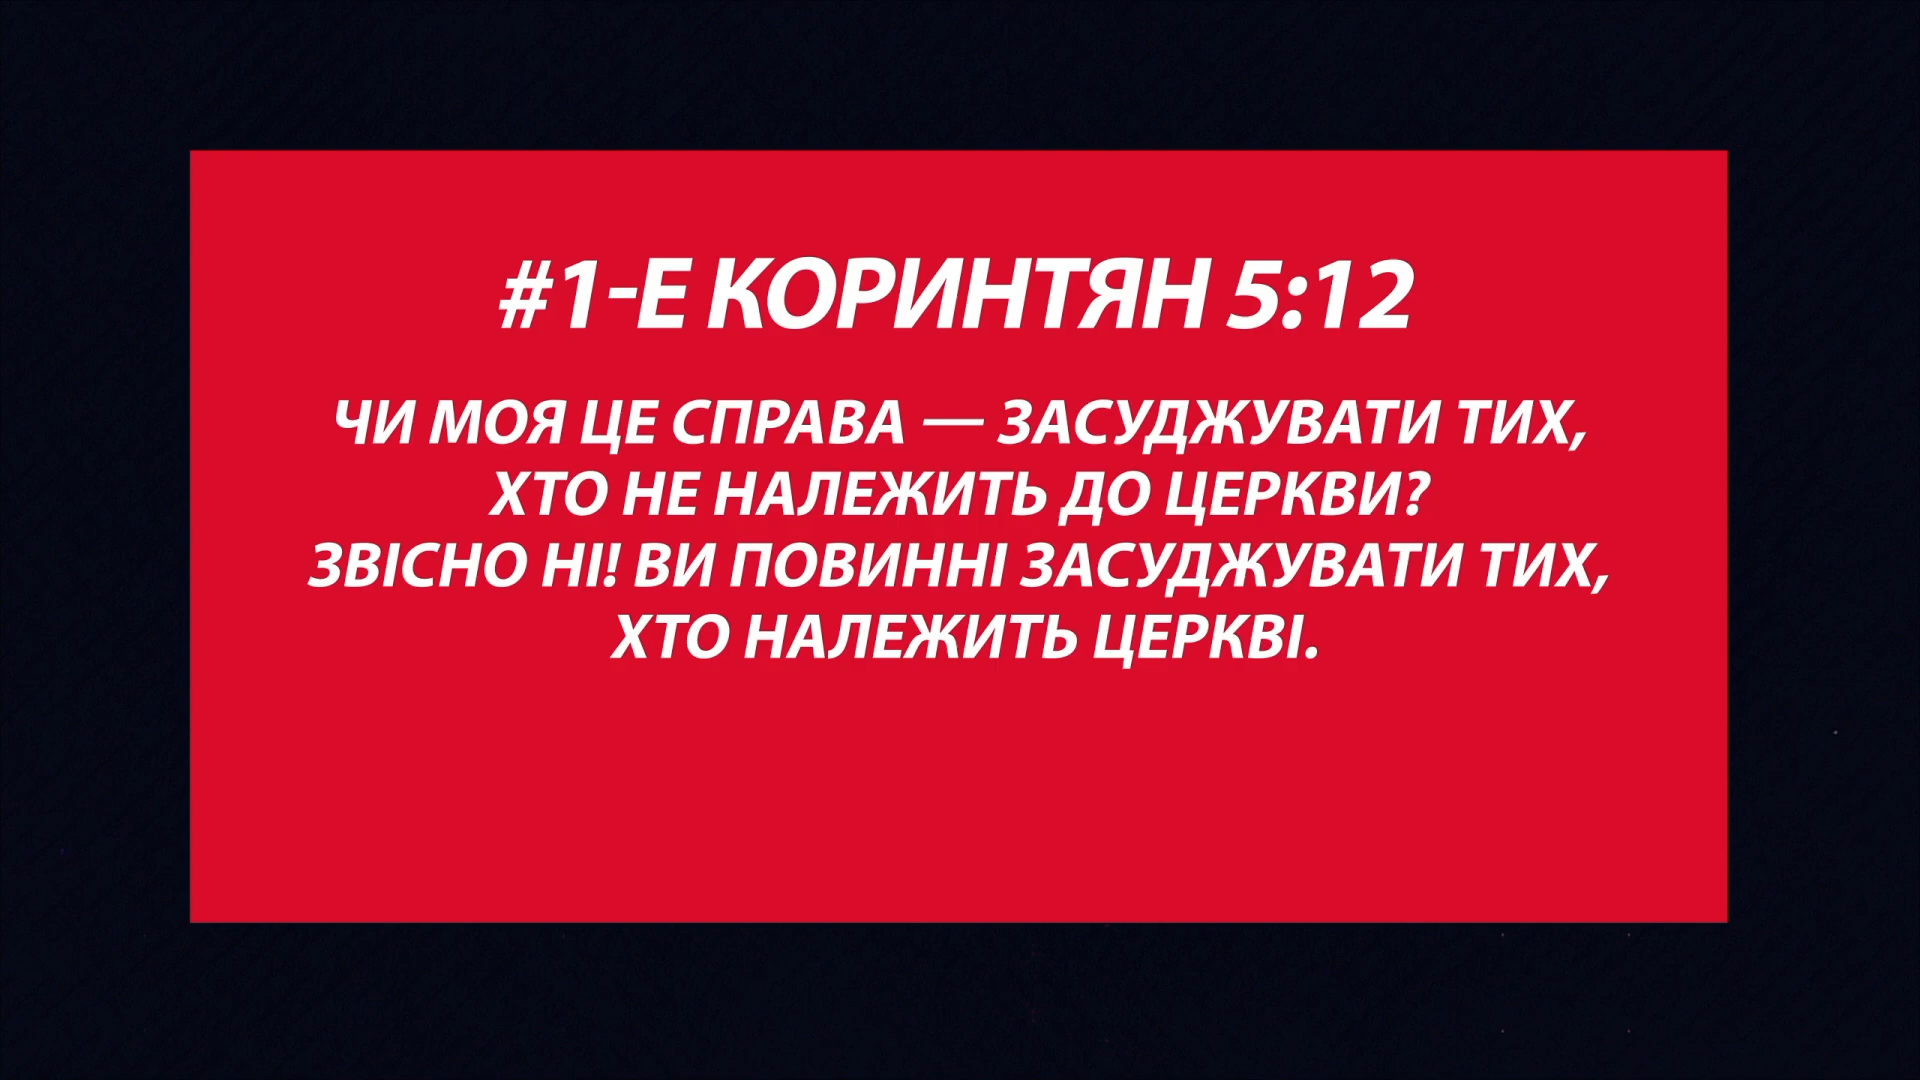 #1-Е КОРИНТЯН 5:12
ЧИ МОЯ ЦЕ СПРАВА — ЗАСУДЖУВАТИ ТИХ,
ХТО НЕ НАЛЕЖИТЬ ДО ЦЕРКВИ?
ЗВІСНО НІ! ВИ ПОВИННІ ЗАСУДЖУВАТИ ТИХ,
ХТО НАЛЕЖИТЬ ЦЕРКВІ.